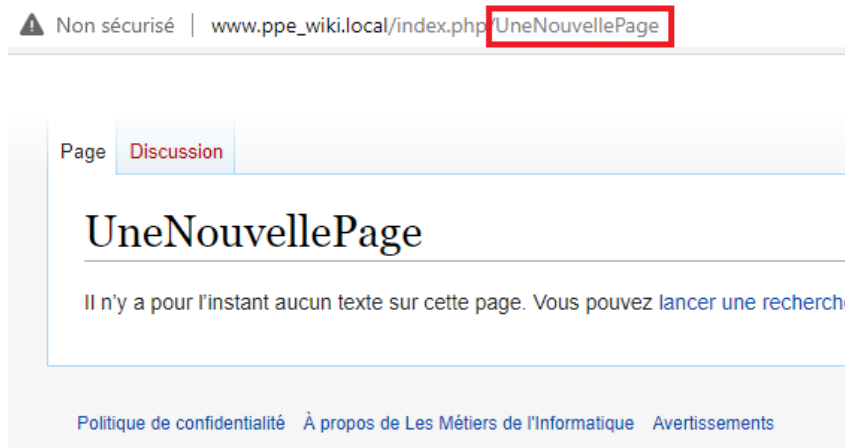 Non sécurisé | www.ppe_wiki.local/index.php/UneNouvellePage
Page Discussion
UneNouvellePage
Il n'y a pour l'instant aucun texte sur cette page. Vous pouvez lancer une recherch
Politique de confidentialité À propos de Les Métiers de l'Informatique Avertissements